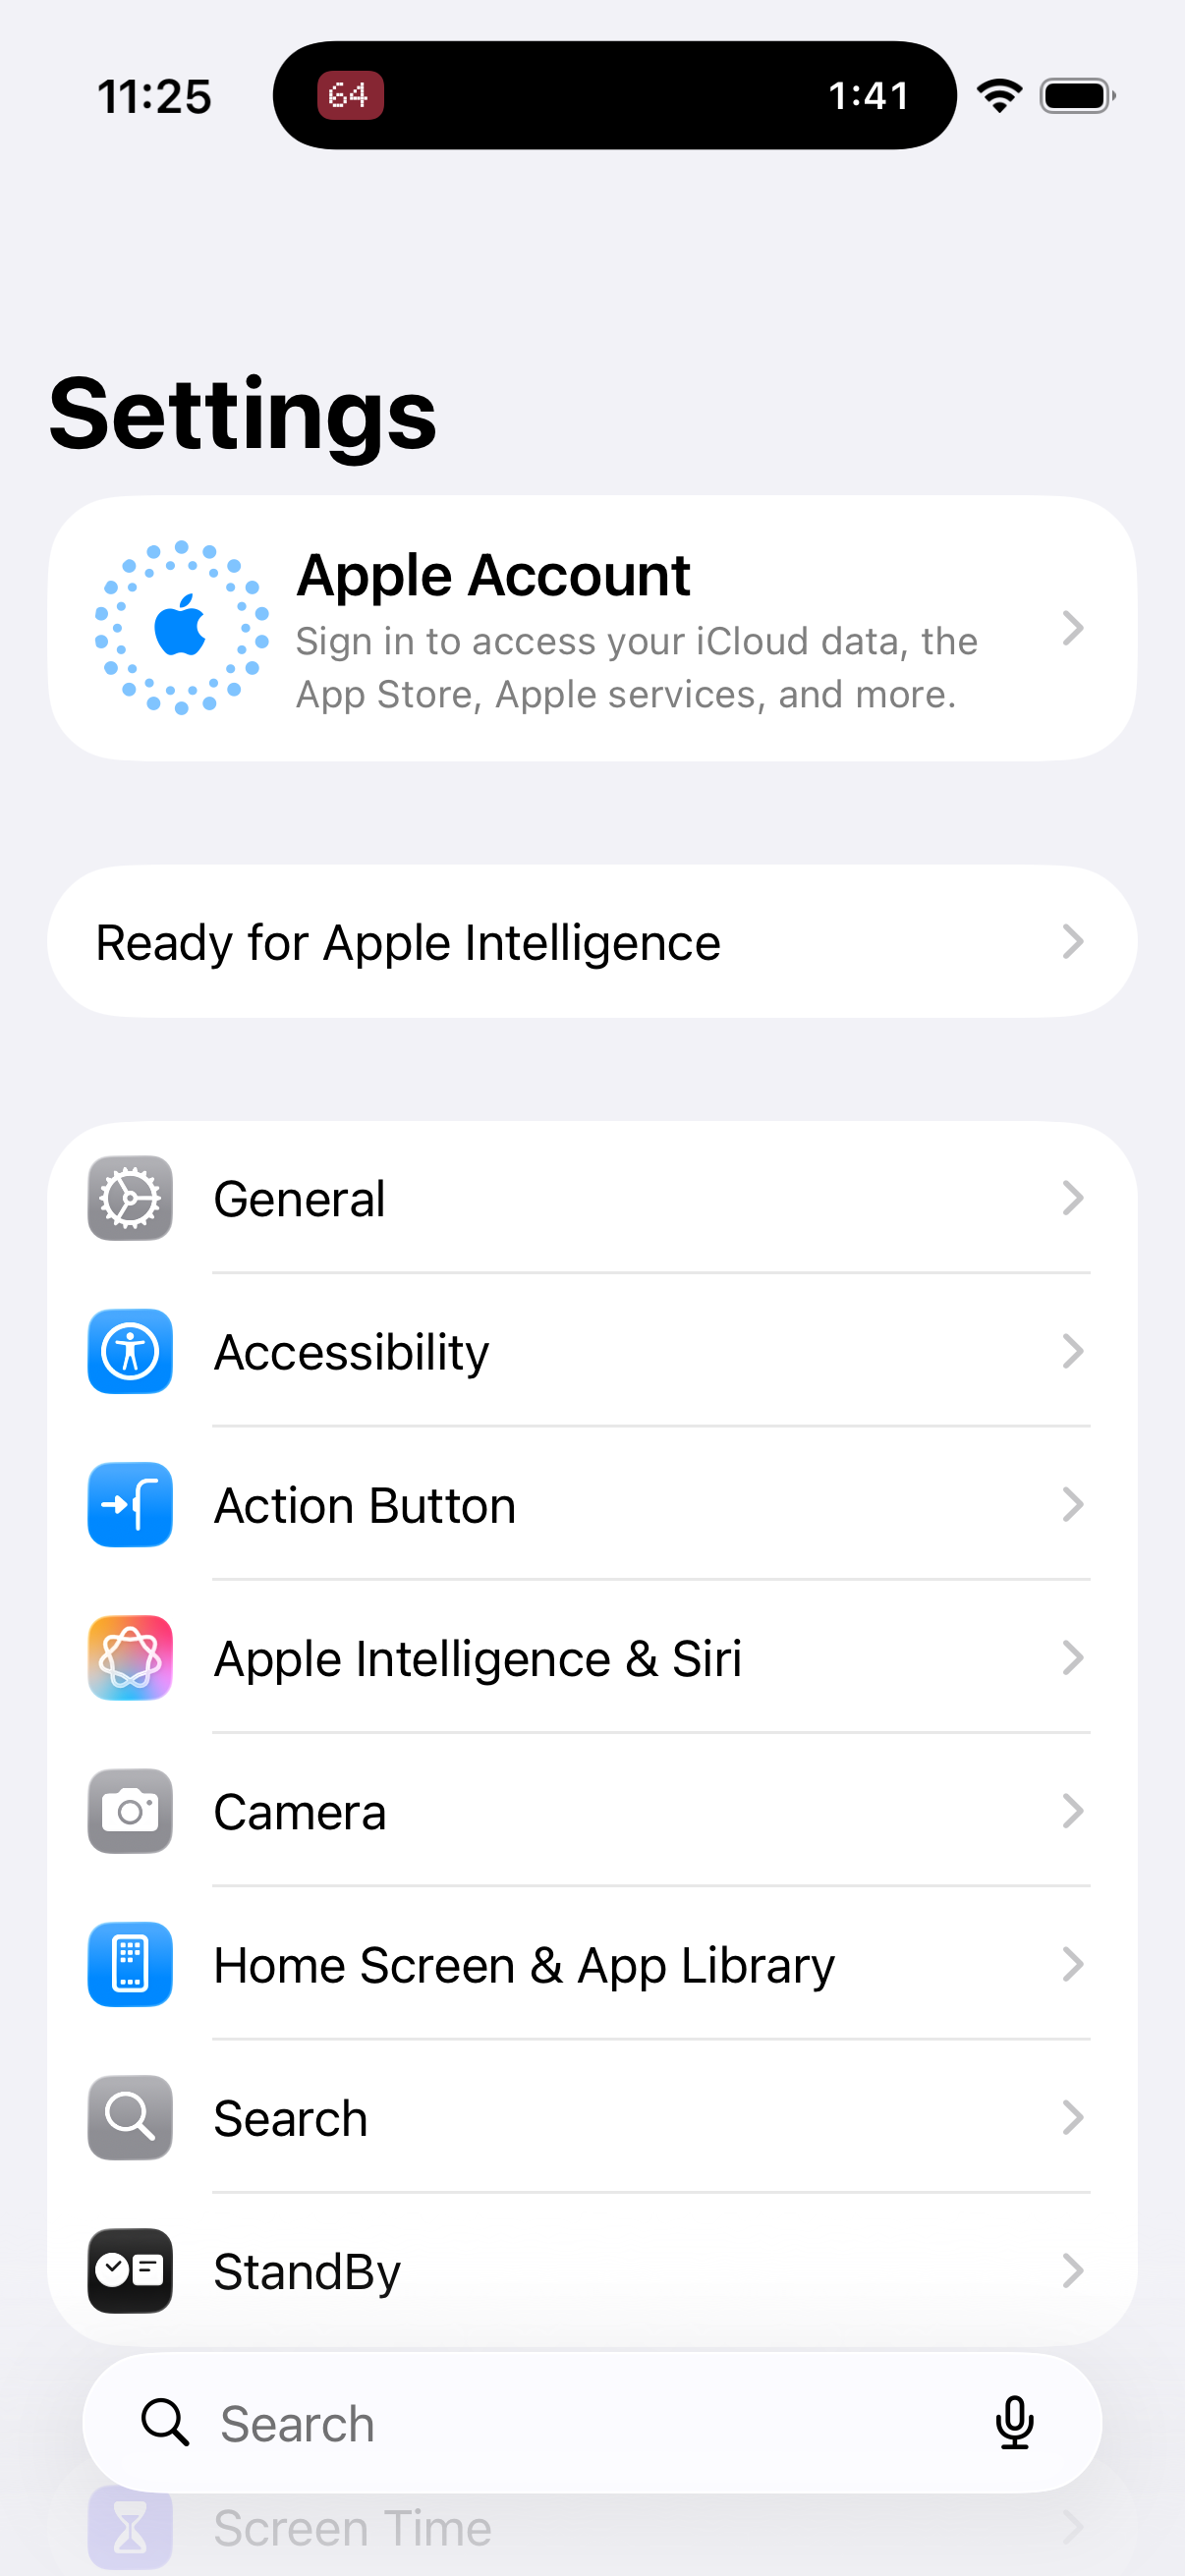 11:25
64
1:41
Settings
Apple Account
Sign in to access your iCloud data, the
App Store, Apple services, and more.
Ready for Apple Intelligence
General
Accessibility
Action Button
Apple Intelligence & Siri
Camera
Home Screen & App Library
Search
StandBy
Search
Screen Time